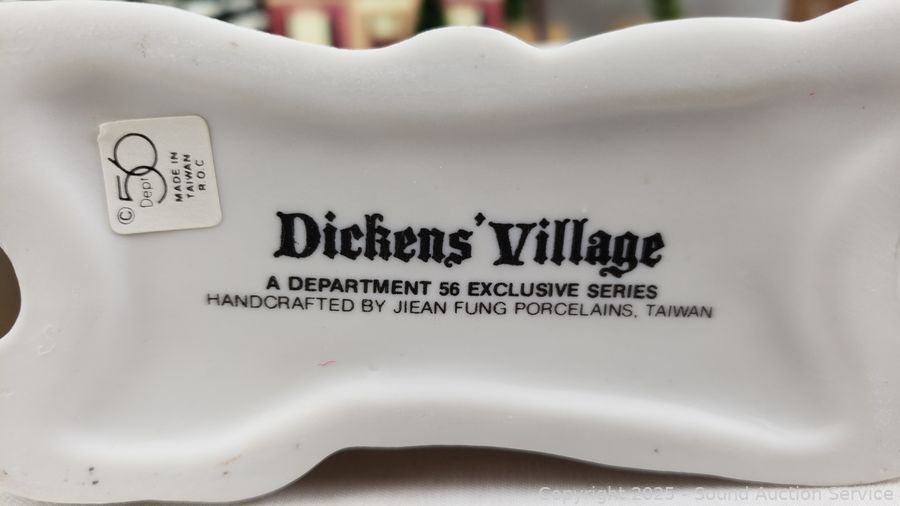 © 56
Dept
MADE IN
TAIWAN
R.O.C
Dickens' Village
A DEPARTMENT 56 EXCLUSIVE SERIES
HANDCRAFTED BY JIEAN FUNG PORCELAINS, TAIWAN
Copyright 2025 - Sound Auction Service